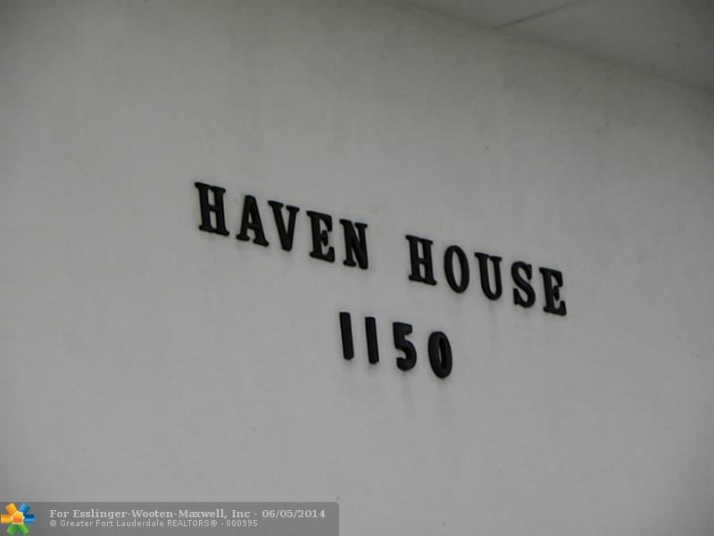 HAVEN HOUSE
1150
For Esslinger-Wooten-Maxwell, Inc - 06/05/2014
© Greater Fort Lauderdale REALTORS® - 000995